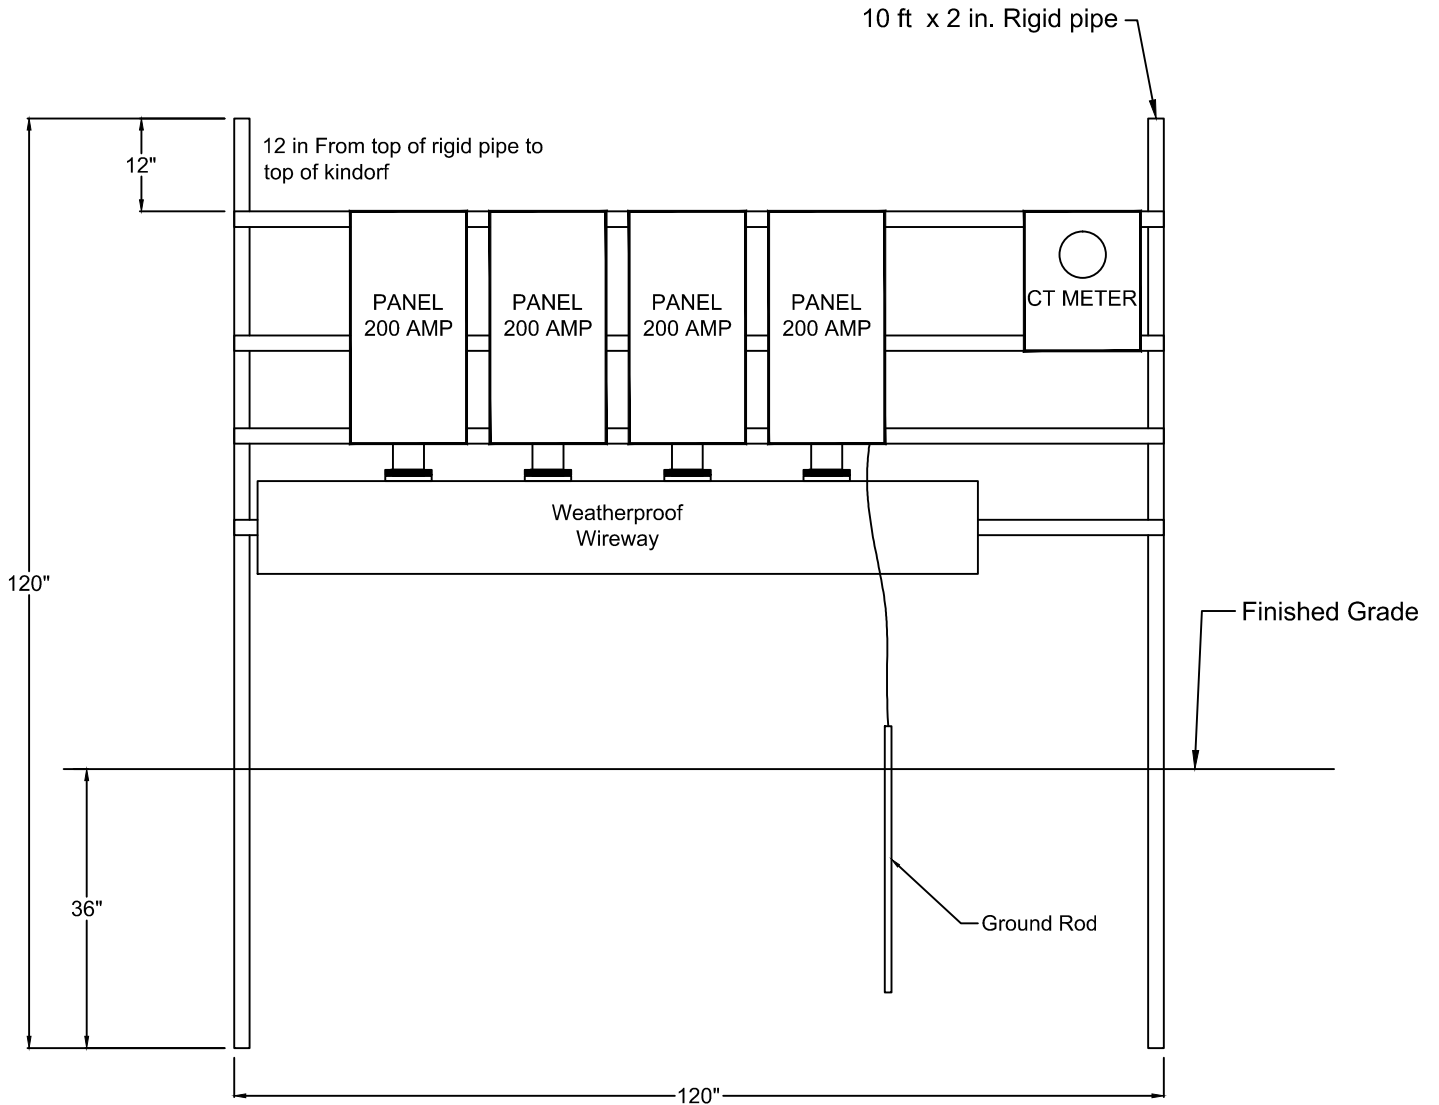 10 ft  x 2 in. Rigid pipe
12 in From top of rigid pipe to
top of kindorf
12"
PANEL
200 AMP
PANEL
200 AMP
PANEL
200 AMP
PANEL
200 AMP
CT METER
Weatherproof
Wireway
120"
Finished Grade
36"
Ground Rod
120"